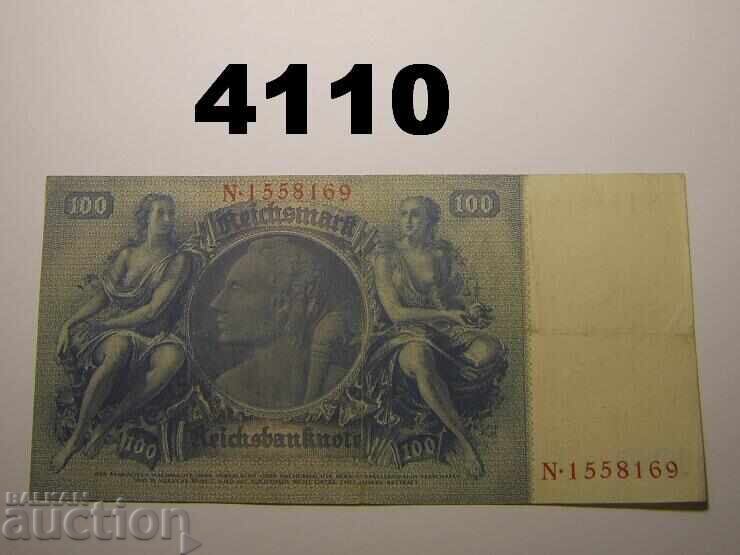 4110
N·1558169
100 Reichsmark 100
100 Reichsbanknote 100
N·1558169
BALKAN
auction